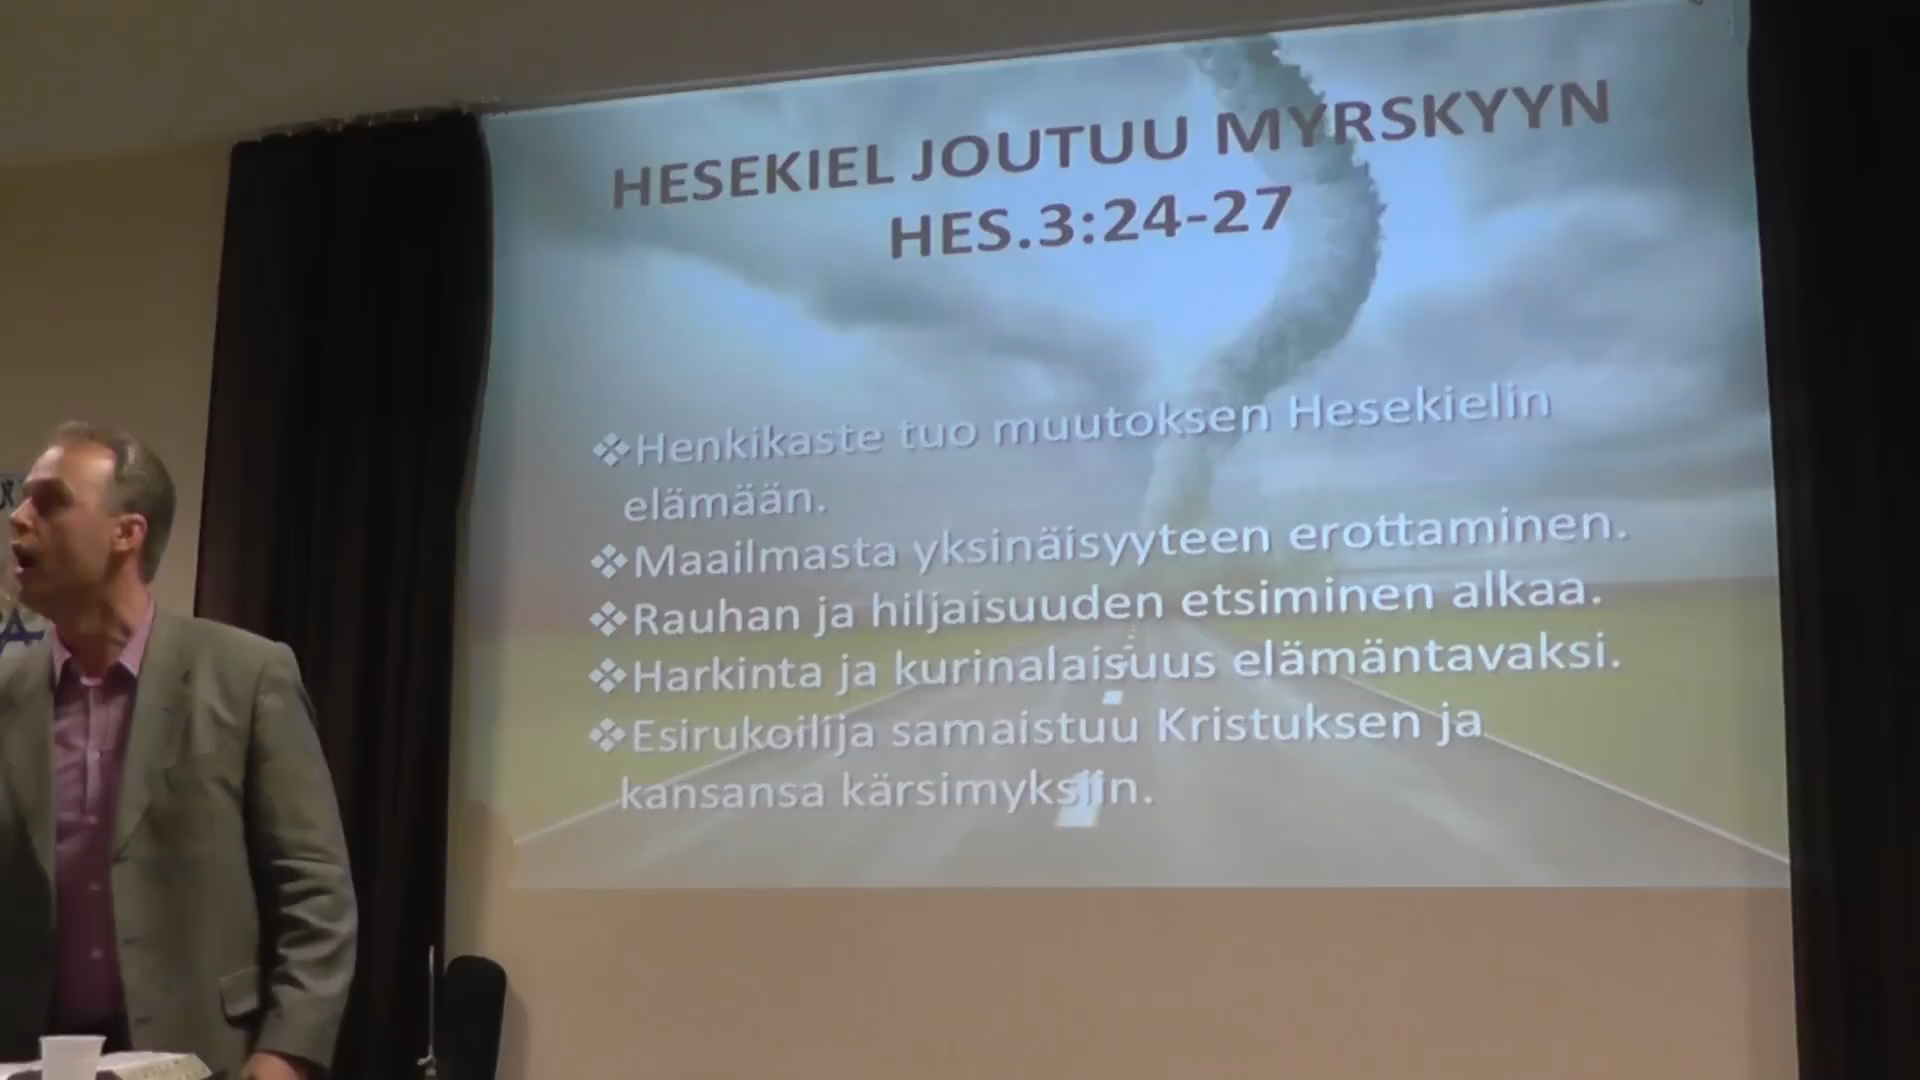 HESEKIEL JOUTUU MYRSKYYN
HES.3:24-27
❖Henkikaste tuo muutoksen Hesekielin
elämään.
❖Maailmasta yksinäisyyteen erottaminen.
❖Rauhan ja hiljaisuuden etsiminen alkaa.
❖Harkinta ja kurinalaisuus elämäntavaksi.
❖Esirukoilija samaistuu Kristuksen ja
kansansa kärsimyksiin.